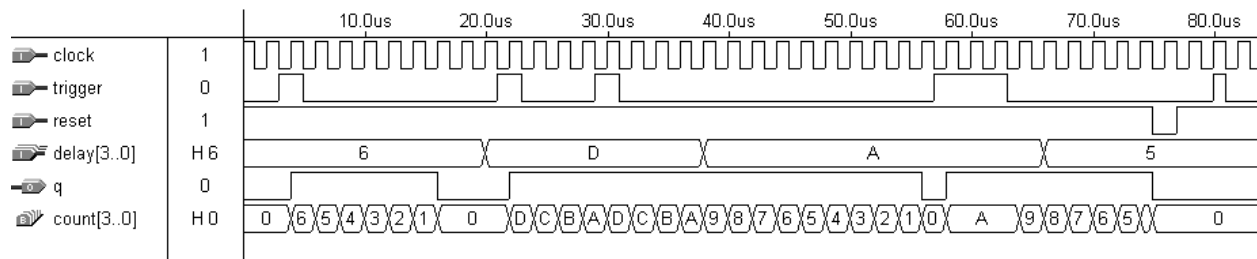 10.0us 20.0us 30.0us 40.0us 50.0us 60.0us 70.0us 80.0us
clock 1
trigger 0
reset 1
delay[3..0] H 6 6 D A 5
q 0
count[3..0] H 0 0 6 5 4 3 2 1 0 D C B A D C B A 9 8 7 6 5 4 3 2 1 0 A 9 8 7 6 5 0